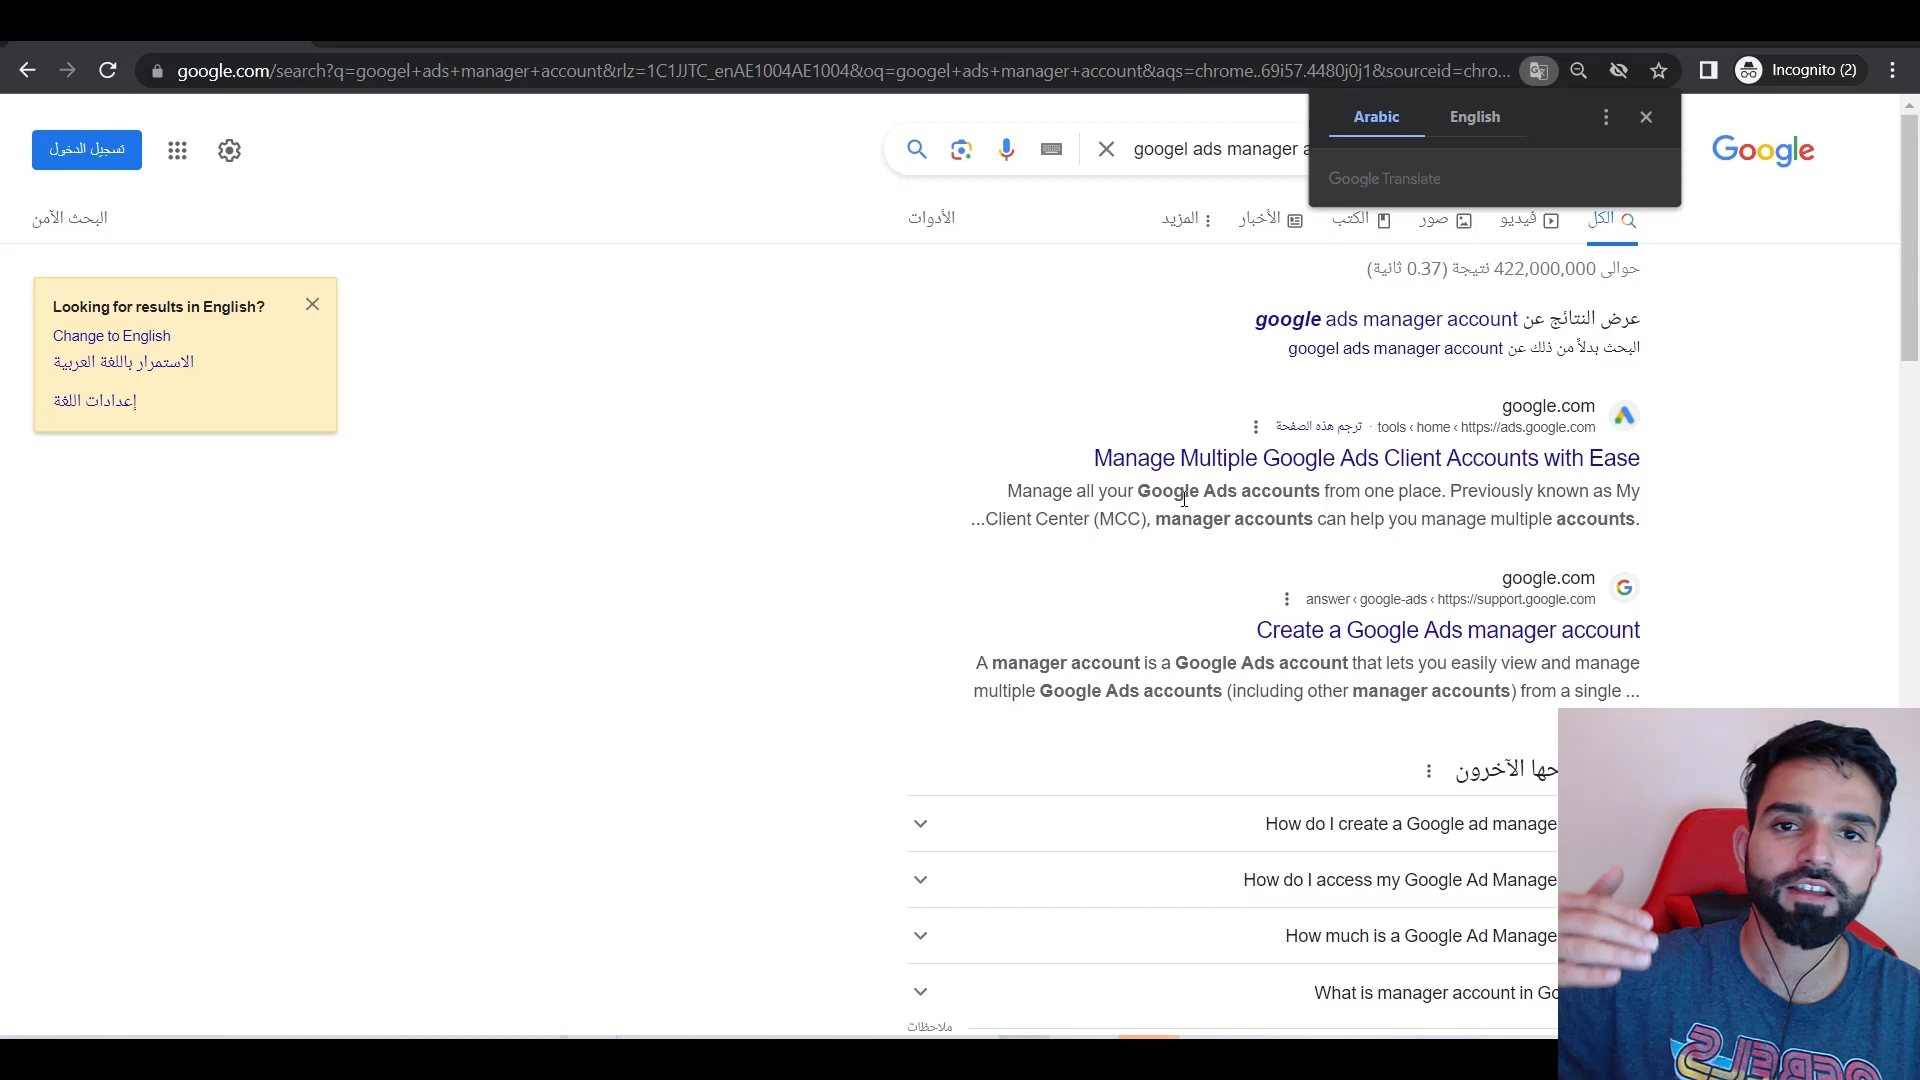 google.com/search?q=googel+ads+manager+account&rlz=1C1JJTC_enAE1004AE1004&oq=googel+ads+manager+account&aqs=chrome..69i57.4480j0j1&sourceid=chro...
Incognito (2)
Arabic English
Google Translate
تسجيل الدخول
googel ads manager a
Google
الكل
فيديو
صور
الكتب
الأخبار
المزيد
الأدوات
البحث الآمن
حوالى 422,000,000 نتيجة (0.37 ثانية)
Looking for results in English?
Change to English
الاستمرار باللغة العربية
إعدادات اللغة
عرض النتائج عن google ads manager account
البحث بدلاً من ذلك عن googel ads manager account
google.com
https://ads.google.com › home › tools · ترجم هذه الصفحة
Manage Multiple Google Ads Client Accounts with Ease
Manage all your Google Ads accounts from one place. Previously known as My
...Client Center (MCC), manager accounts can help you manage multiple accounts.
google.com
https://support.google.com › google-ads › answer
Create a Google Ads manager account
A manager account is a Google Ads account that lets you easily view and manage
multiple Google Ads accounts (including other manager accounts) from a single ...
حها الآخرون
How do I create a Google ad manage
How do I access my Google Ad Manage
How much is a Google Ad Manage
What is manager account in Go
ملاحظات